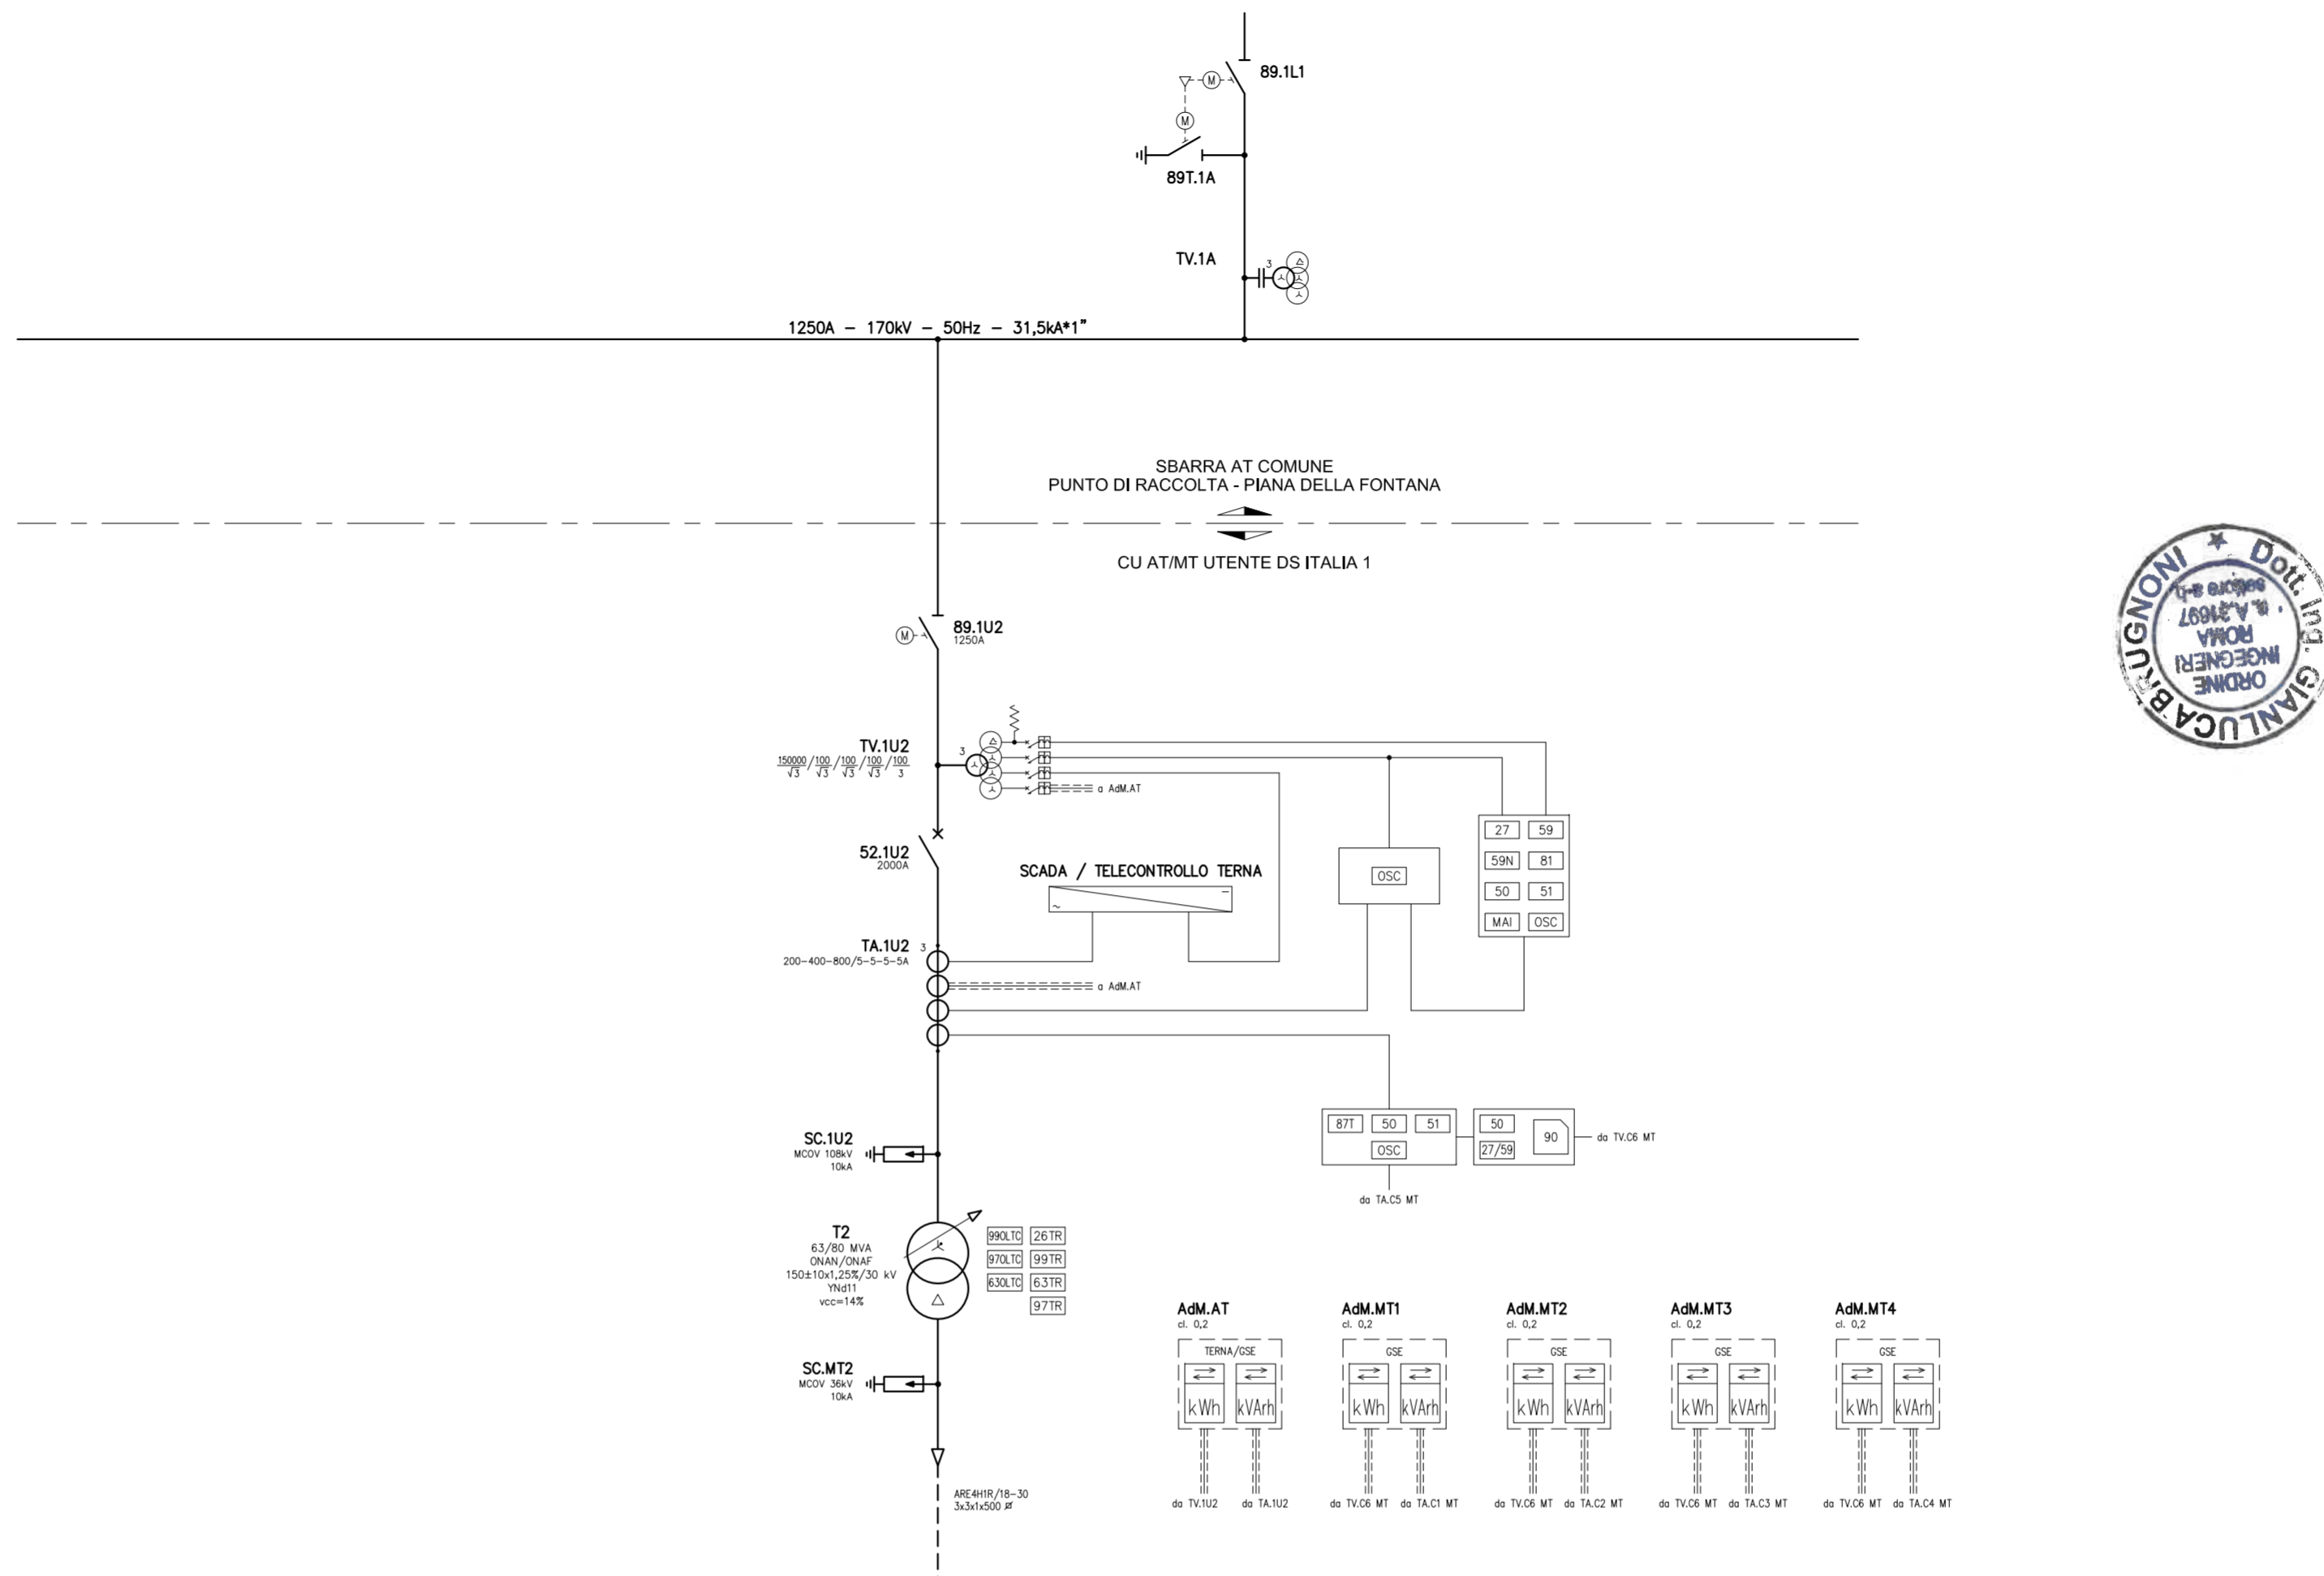 89.1L1
M
M
89T.1A
TV.1A
3
1250A – 170kV – 50Hz – 31,5kA*1"
SBARRA AT COMUNE
PUNTO DI RACCOLTA - PIANA DELLA FONTANA
CU AT/MT UTENTE DS ITALIA 1
M
89.1U2
1250A
TV.1U2
150000/√3/100/√3/100/√3/100/√3/100/3
3
a AdM.AT
52.1U2
2000A
SCADA / TELECONTROLLO TERNA
~
–
OSC
27 59
59N 81
50 51
MAI OSC
TA.1U2
3
200-400-800/5-5-5-5A
a AdM.AT
87T 50 51
OSC
50
27/59
90
da TV.C6 MT
da TA.C5 MT
SC.1U2
MCOV 108kV
10kA
T2
63/80 MVA
ONAN/ONAF
150±10x1,25%/30 kV
YNd11
vcc=14%
99OLTC 26TR
97OLTC 99TR
63OLTC 63TR
97TR
SC.MT2
MCOV 36kV
10kA
ARE4H1R/18-30
3x3x1x500
AdM.AT
cl. 0,2
TERNA/GSE
kWh kVArh
da TV.1U2 da TA.1U2
AdM.MT1
cl. 0,2
GSE
kWh kVArh
da TV.C6 MT da TA.C1 MT
AdM.MT2
cl. 0,2
GSE
kWh kVArh
da TV.C6 MT da TA.C2 MT
AdM.MT3
cl. 0,2
GSE
kWh kVArh
da TV.C6 MT da TA.C3 MT
AdM.MT4
cl. 0,2
GSE
kWh kVArh
da TV.C6 MT da TA.C4 MT
Dott. Ing. GIANLUCA BRUGNONI
ORDINE
INGEGNERI
ROMA